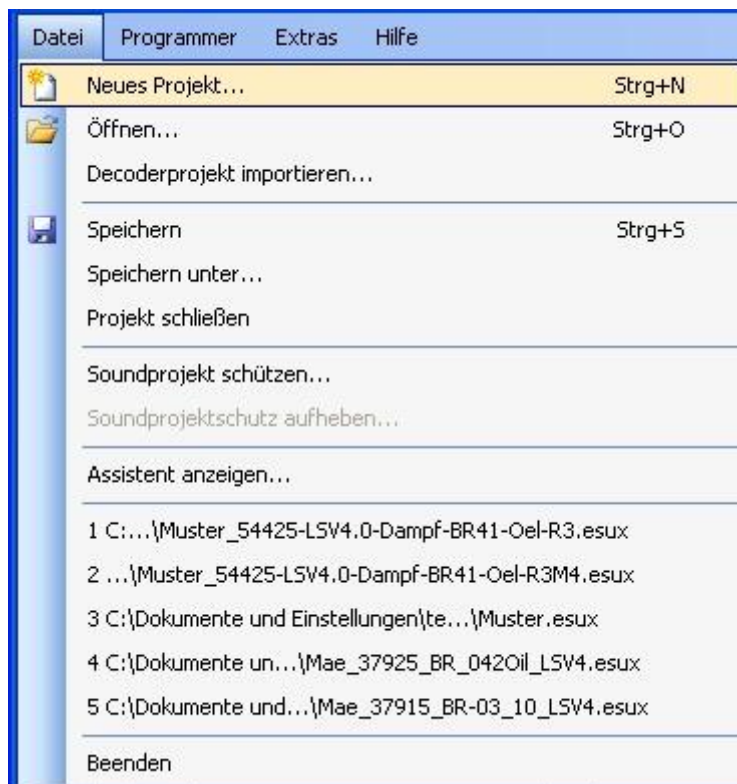 Datei Programmer Extras Hilfe
Neues Projekt... Strg+N
Öffnen... Strg+O
Decoderprojekt importieren...
Speichern Strg+S
Speichern unter...
Projekt schließen
Soundprojekt schützen...
Soundprojektschutz aufheben...
Assistent anzeigen...
1 C:...\Muster_54425-LSV4.0-Dampf-BR41-Oel-R3.esux
2 ...\Muster_54425-LSV4.0-Dampf-BR41-Oel-R3M4.esux
3 C:\Dokumente und Einstellungen\te...\Muster.esux
4 C:\Dokumente un...\Mae_37925_BR_042Oil_LSV4.esux
5 C:\Dokumente und...\Mae_37915_BR-03_10_LSV4.esux
Beenden